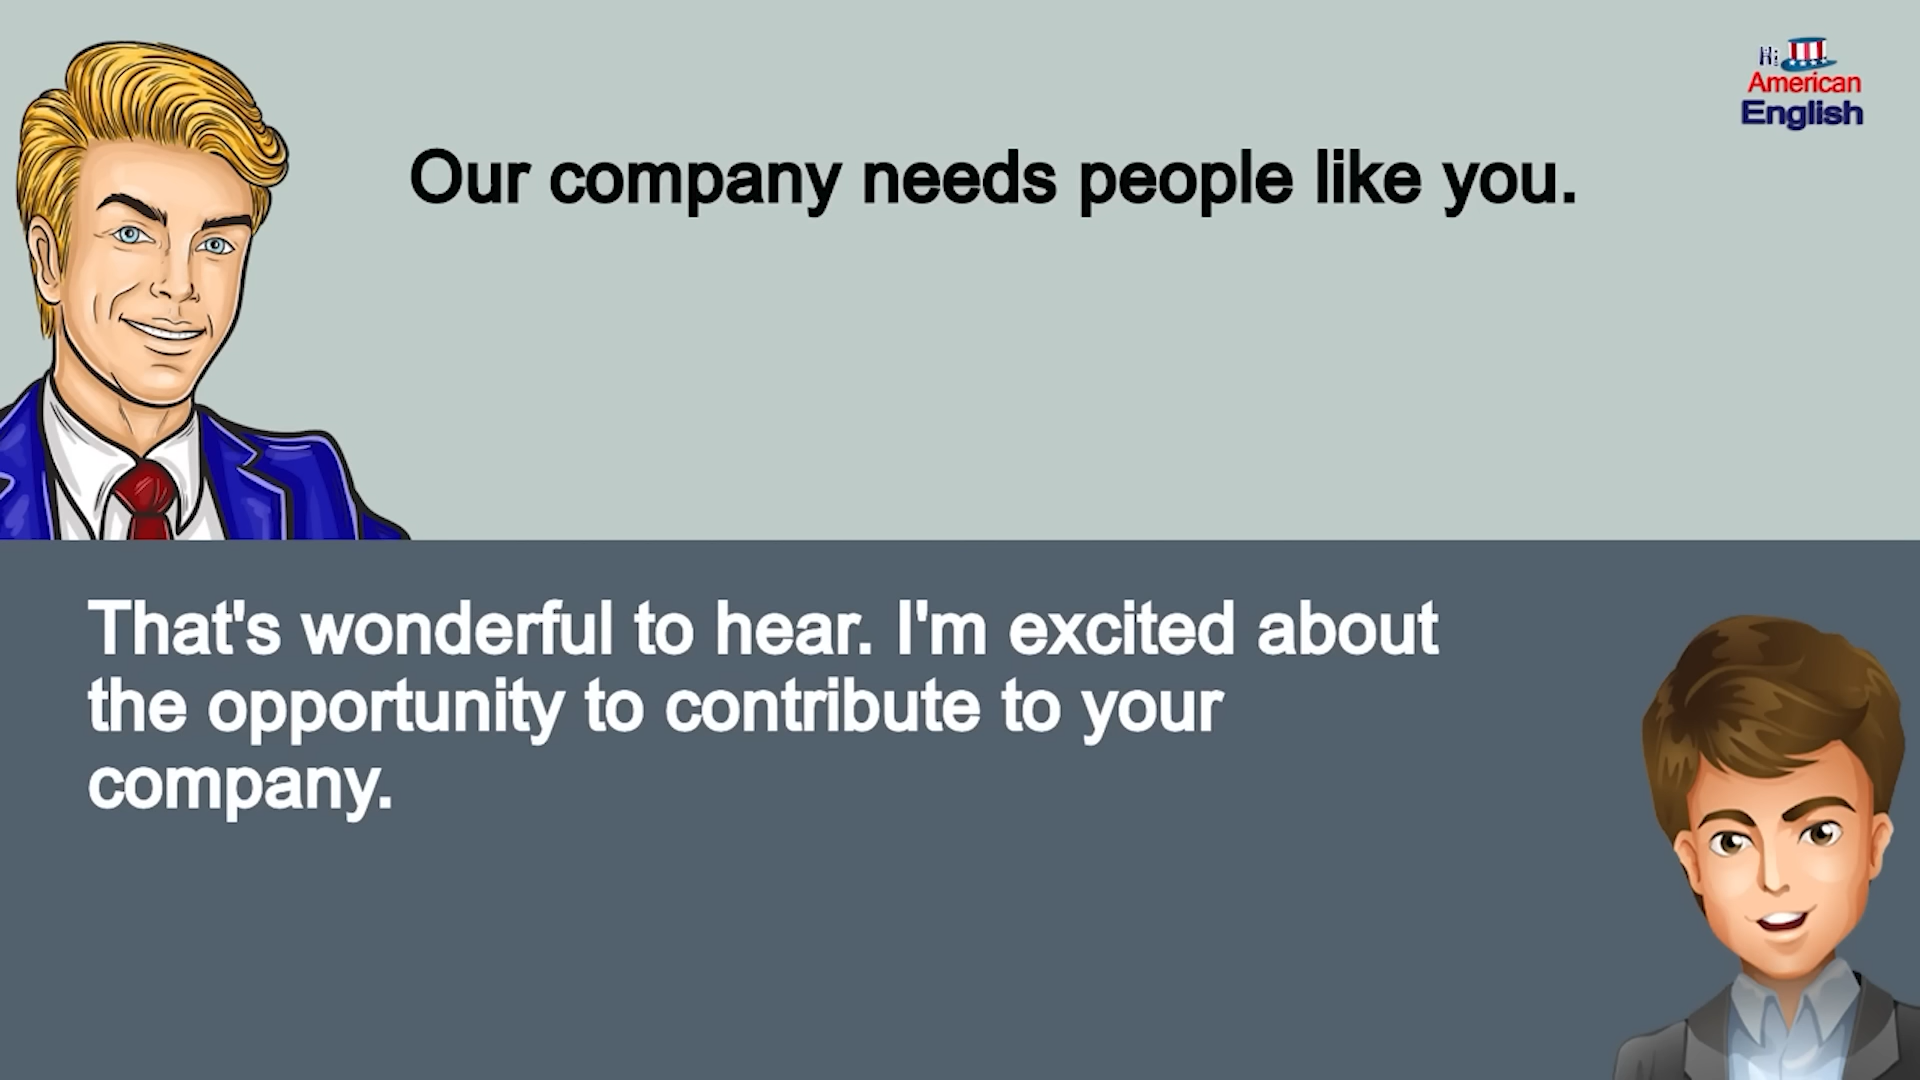 Hi
American
English
Our company needs people like you.
That's wonderful to hear. I'm excited about
the opportunity to contribute to your
company.